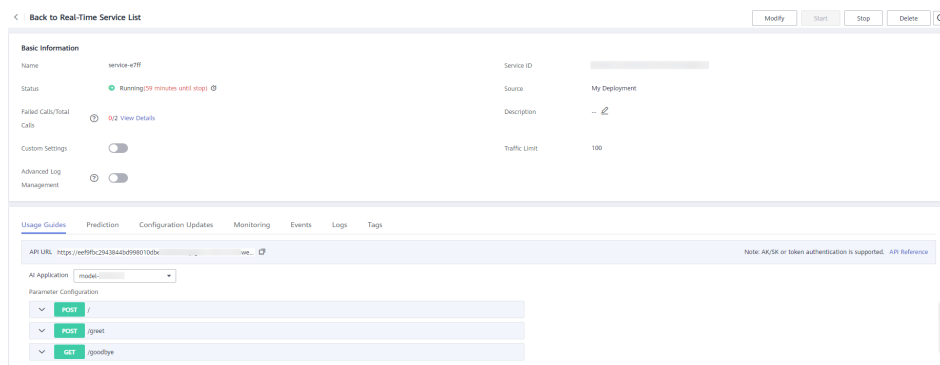 Back to Real-Time Service List
Modify Start Stop Delete
Basic Information
Name service-e7ff Service ID
Status Running(59 minutes until stop) Source My Deployment
Failed Calls/Total Calls 0/2 View Details Description --
Custom Settings Traffic Limit 100
Advanced Log Management
Usage Guides Prediction Configuration Updates Monitoring Events Logs Tags
API URL Note: AK/SK or token authentication is supported. API Reference
AI Application model-
Parameter Configuration
POST /
POST /greet
GET /goodbye